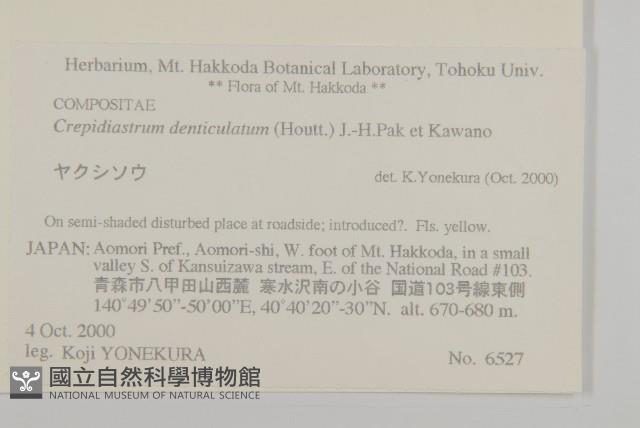 Herbarium, Mt. Hakkoda Botanical Laboratory, Tohoku Univ.
** Flora of Mt. Hakkoda **
COMPOSITAE
Crepidiastrum denticulatum (Houtt.) J.-H.Pak et Kawano
ヤクシソウ det. K.Yonekura (Oct. 2000)
On semi-shaded disturbed place at roadside; introduced?. Fls. yellow.
JAPAN: Aomori Pref., Aomori-shi, W. foot of Mt. Hakkoda, in a small
valley S. of Kansuizawa stream, E. of the National Road #103.
青森市八甲田山西麓 寒水沢南の小谷 国道103号線東側
140°49'50”-50'00”E, 40°40'20”-30”N. alt. 670-680 m.
4 Oct. 2000
leg. Koji YONEKURA No. 6527
國立自然科學博物館
NATIONAL MUSEUM OF NATURAL SCIENCE